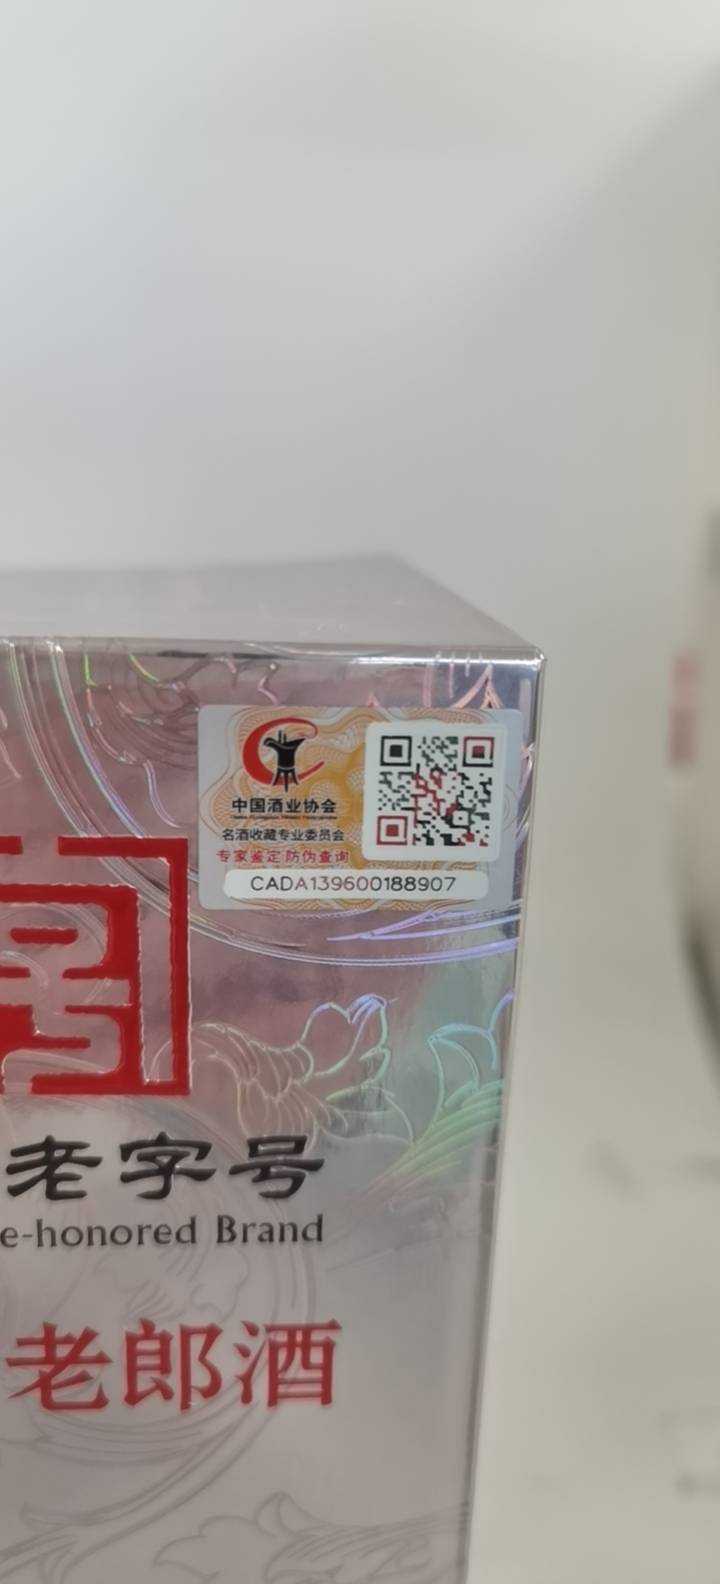 中国酒业协会
名酒收藏专业委员会
专家鉴定 防伪查询
CADA139600188907
老字号
e-honored Brand
老郎酒